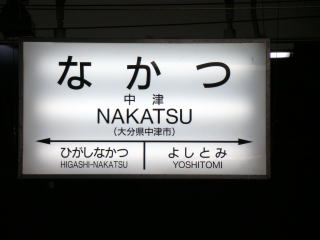 なかつ
中津
NAKATSU
(大分県中津市)
ひがしなかつ よしとみ
HIGASHI-NAKATSU YOSHITOMI